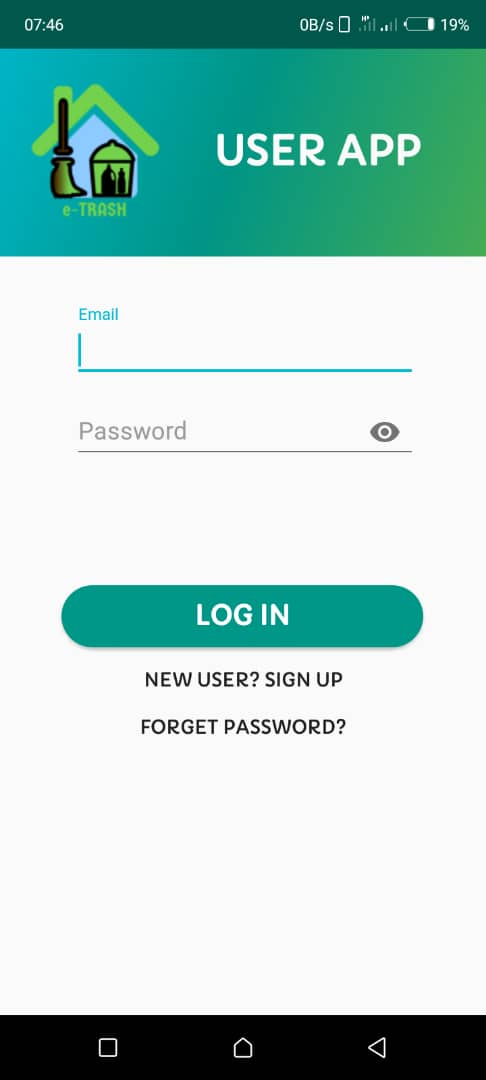 07:46
0B/s
19%
USER APP
e-TRASH
Email
Password
LOG IN
NEW USER? SIGN UP
FORGET PASSWORD?